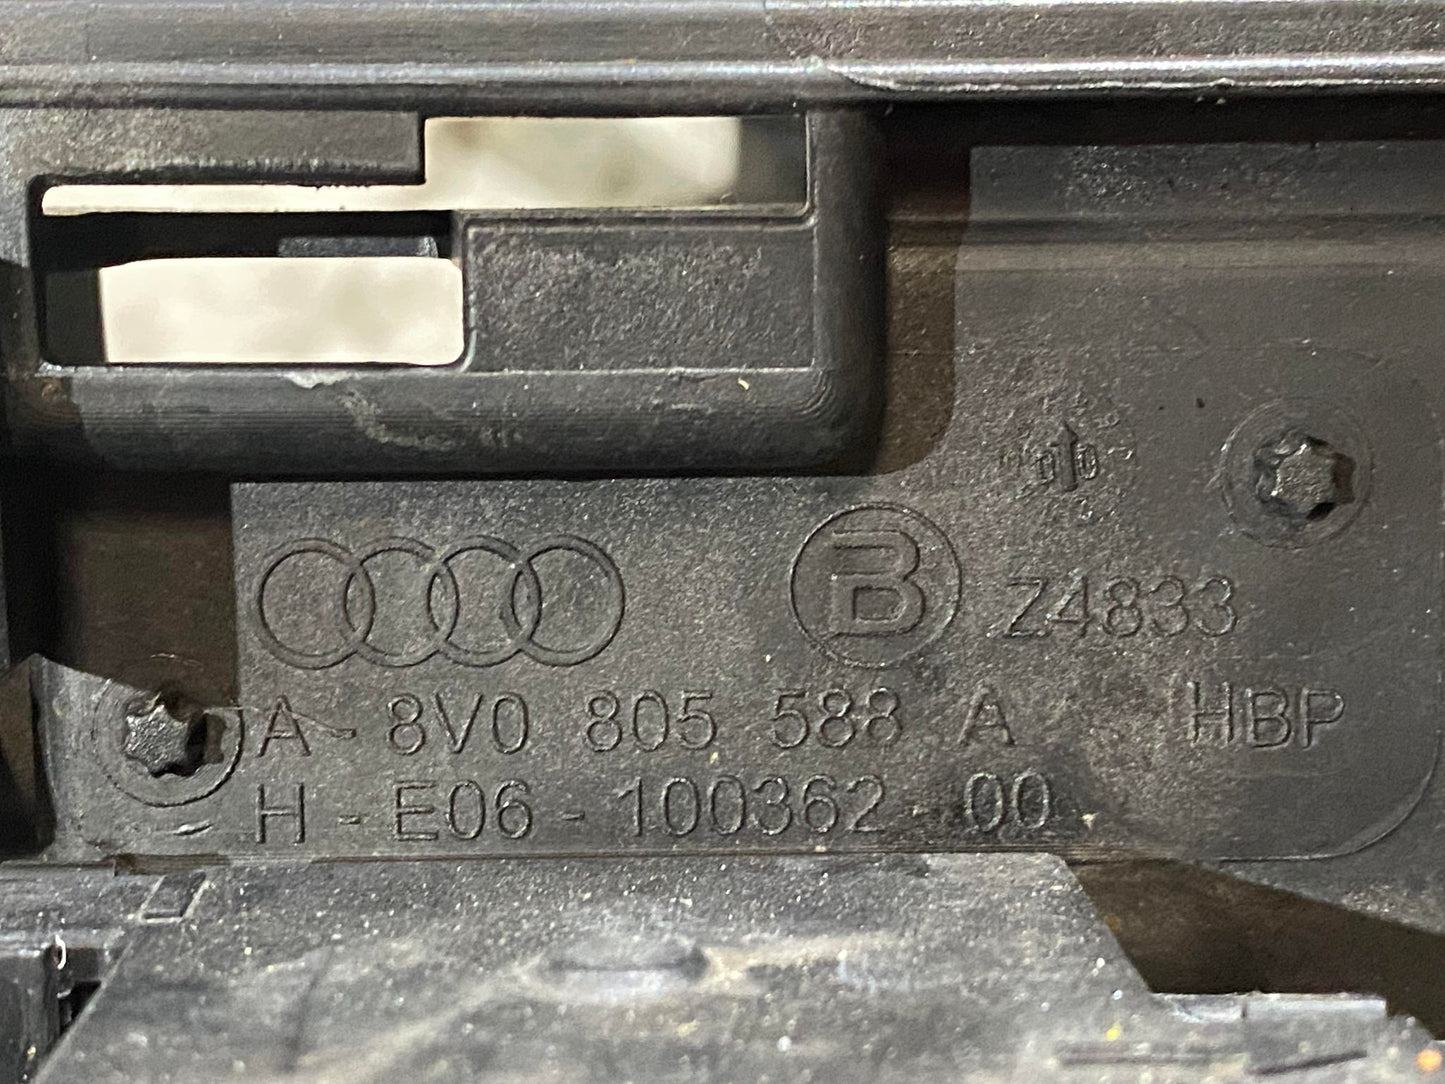 B Z4833
A - 8V0 805 588 A HBP
H - E06 - 100362 - 00